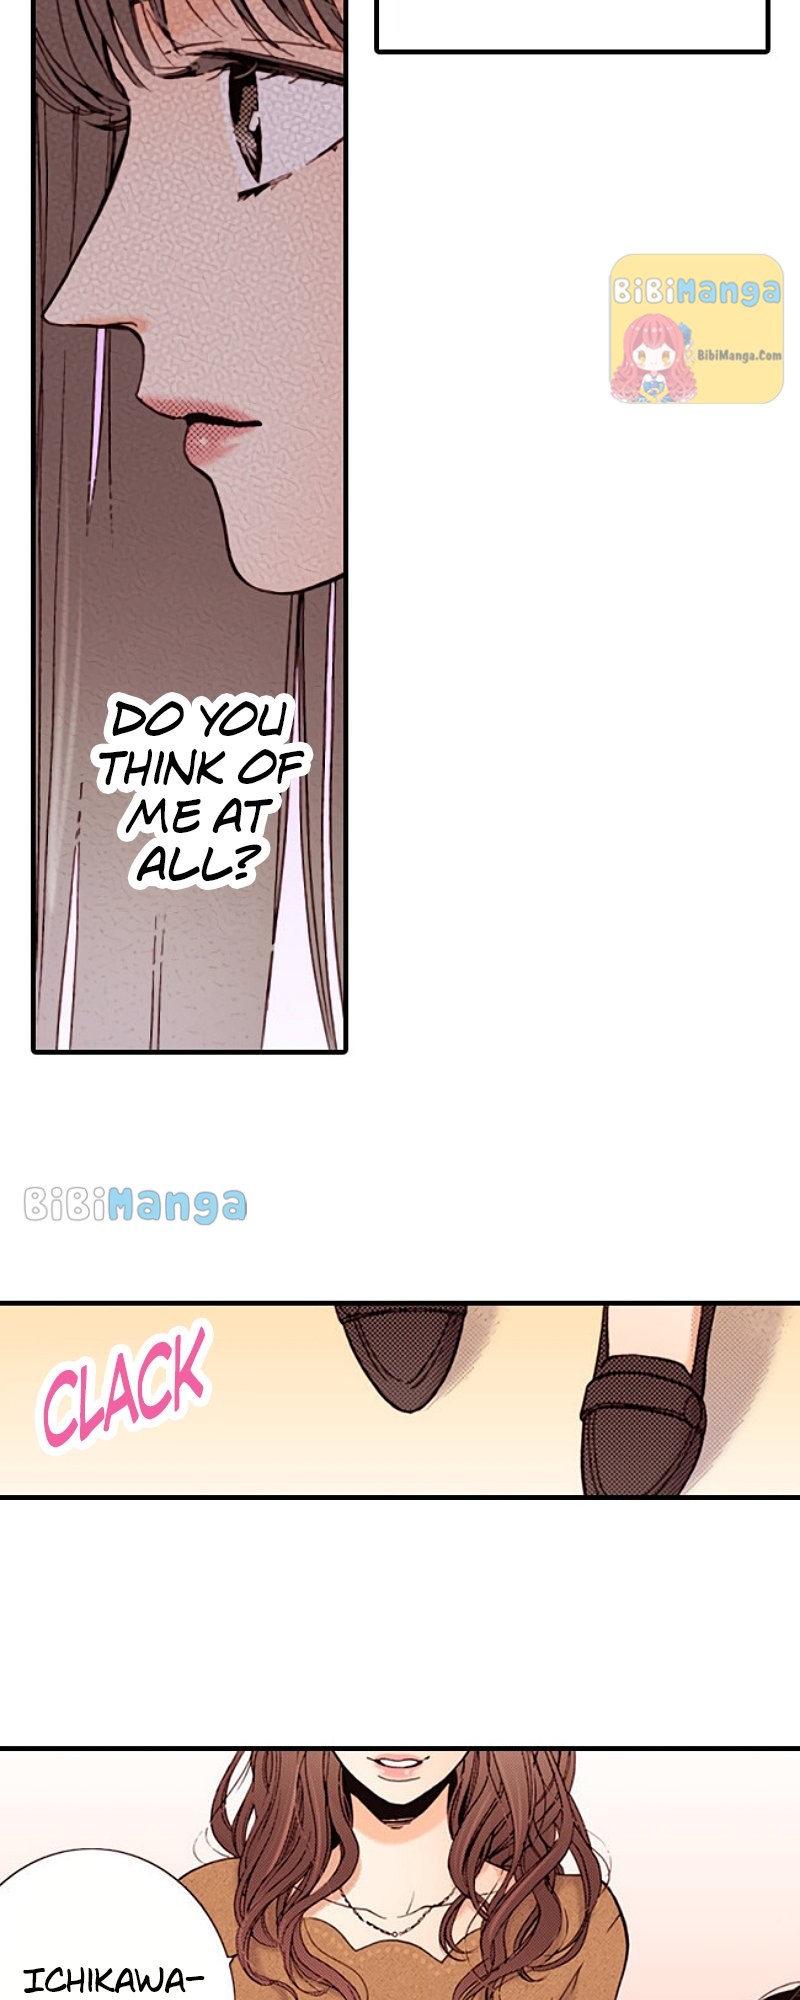 BiBiManga
BibiManga.Com
DO YOU
THINK OF
ME AT
ALL?
BiBiManga
CLACK
ICHIKAWA-